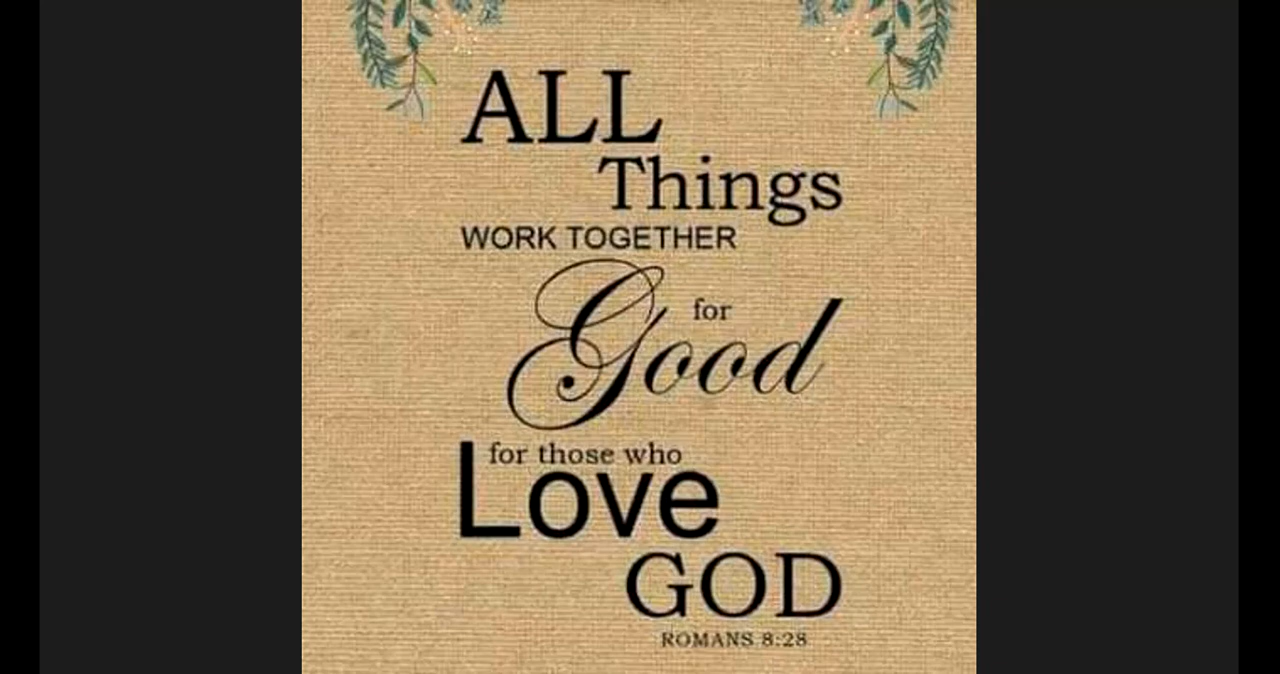 ALL
Things
WORK TOGETHER
for
Good
for those who
Love
GOD
ROMANS 8:28